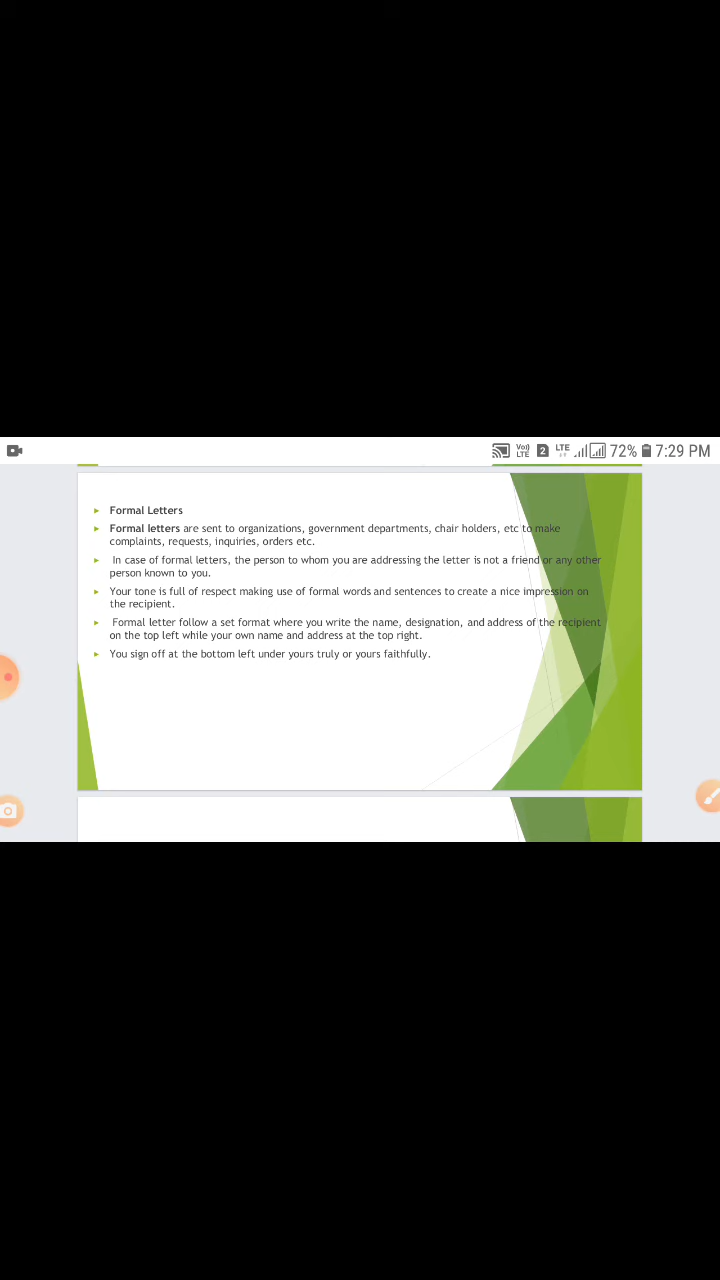 Voj) LTE 2 LTE 72% 7:29 PM
Formal Letters
Formal letters are sent to organizations, government departments, chair holders, etc to make
complaints, requests, inquiries, orders etc.
In case of formal letters, the person to whom you are addressing the letter is not a friend or any other
person known to you.
Your tone is full of respect making use of formal words and sentences to create a nice impression on
the recipient.
Formal letter follow a set format where you write the name, designation, and address of the recipient
on the top left while your own name and address at the top right.
You sign off at the bottom left under yours truly or yours faithfully.